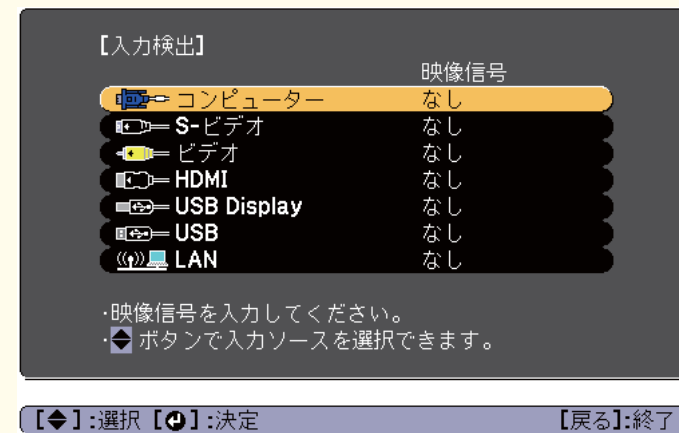 【入力検出】
映像信号
コンピューター なし
S-ビデオ なし
ビデオ なし
HDMI なし
USB Display なし
USB なし
LAN なし
・映像信号を入力してください。
・◆ ボタンで入力ソースを選択できます。
【◆】:選択 【⏎】:決定 【戻る】:終了